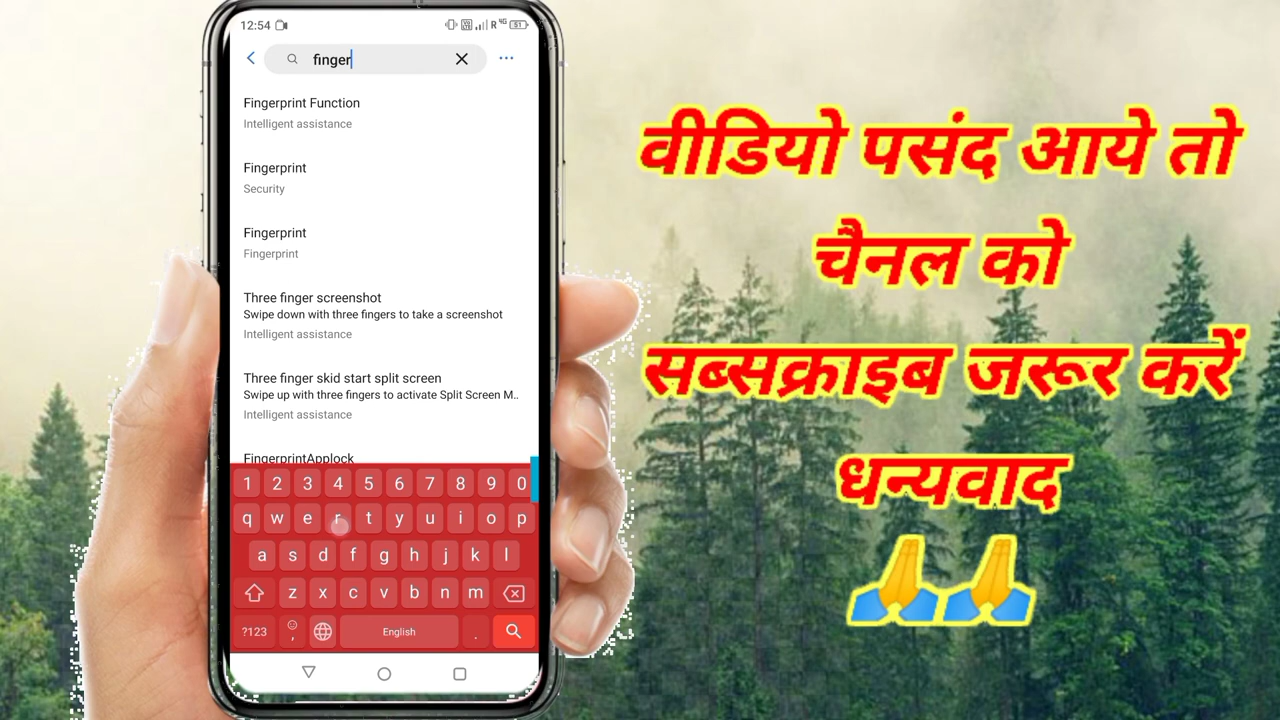 12:54
R 4G 51
finger
Fingerprint Function
Intelligent assistance
Fingerprint
Security
Fingerprint
Fingerprint
Three finger screenshot
Swipe down with three fingers to take a screenshot
Intelligent assistance
Three finger skid start split screen
Swipe up with three fingers to activate Split Screen M..
Intelligent assistance
FingerprintApplock
1 2 3 4 5 6 7 8 9 0
q w e r t y u i o p
a s d f g h j k l
z x c v b n m
?123 , English .
वीडियो पसंद आये तो
चैनल को
सब्सक्राइब जरूर करें
धन्यवाद
🙏🙏